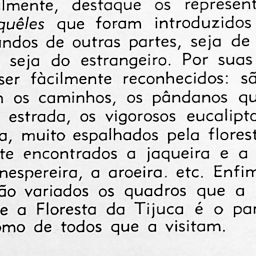 lmente, destaque os represent
quêles que foram introduzidos
ndos de outras partes, seja de
seja do estrangeiro. Por suas
ser fàcilmente reconhecidos: sã
os caminhos, os pândanos qu
estrada, os vigorosos eucalipto
a, muito espalhados pela florest
te encontrados a jaqueira e a
nespereira, a aroeira. etc. Enfim
ão variados os quadros que a
e a Floresta da Tijuca é o par
omo de todos que a visitam.